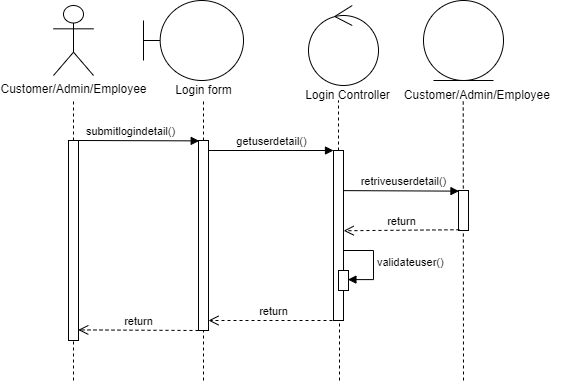 Customer/Admin/Employee
Login form
Login Controller
Customer/Admin/Employee
submitlogindetail()
getuserdetail()
retriveuserdetail()
return
validateuser()
return
return